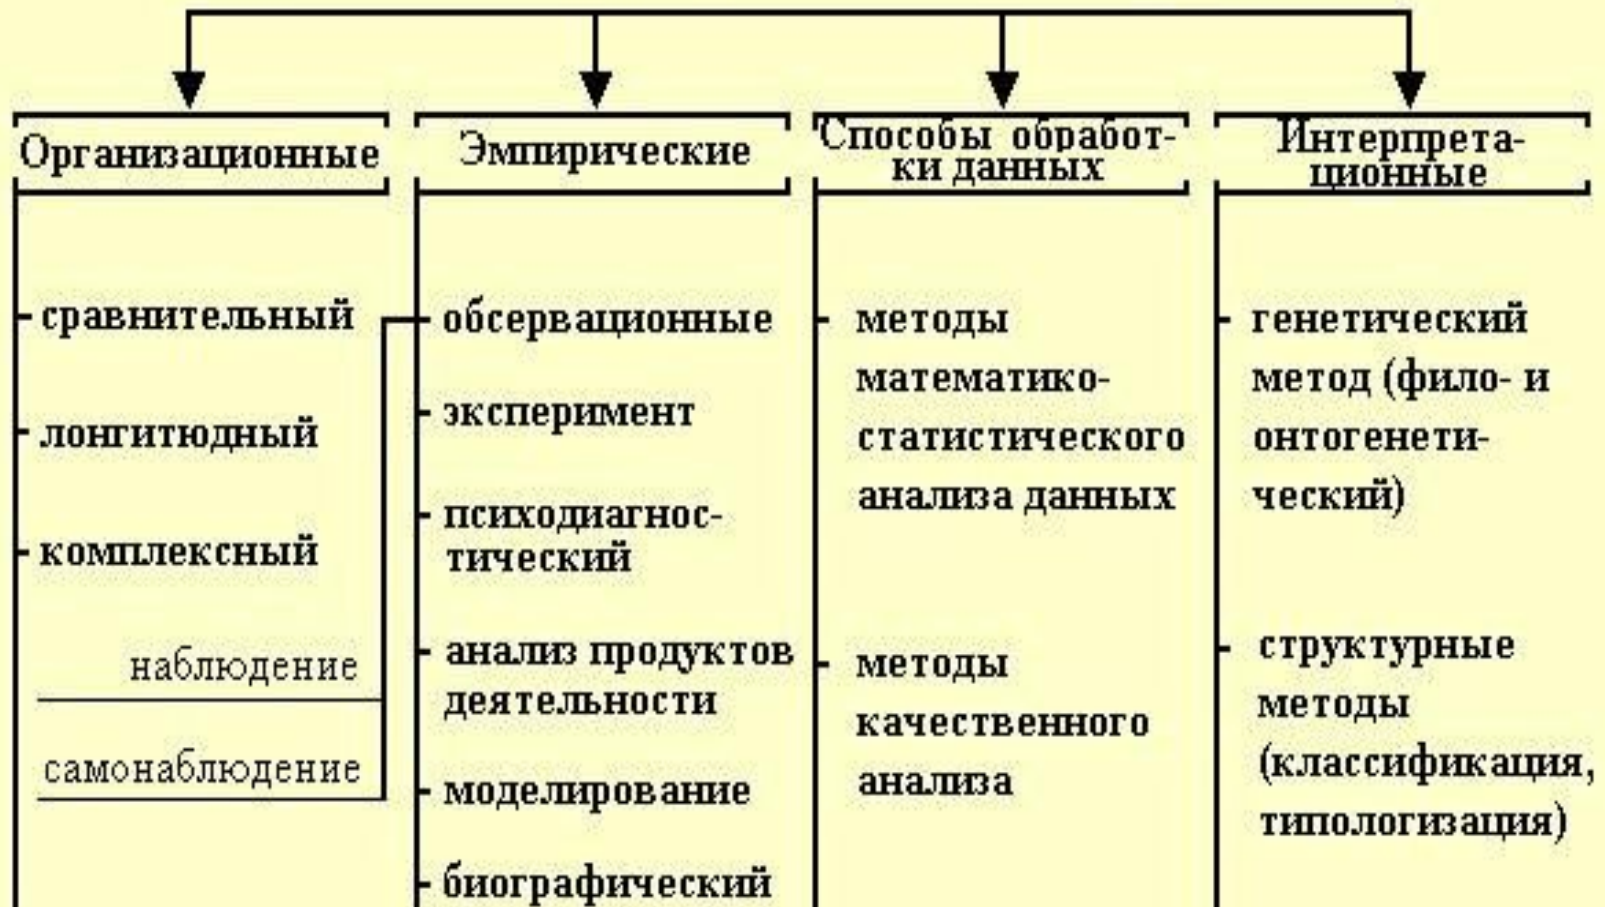 Организационные
сравнительный
лонгитюдный
комплексный
наблюдение
самонаблюдение
Эмпирические
обсервационные
эксперимент
психодиагнос-
тический
анализ продуктов
деятельности
моделирование
биографический
Способы обработ-
ки данных
методы
математико-
статистического
анализа данных
методы
качественного
анализа
Интерпрета-
ционные
генетический
метод (фило- и
онтогенети-
ческий)
структурные
методы
(классификация,
типологизация)